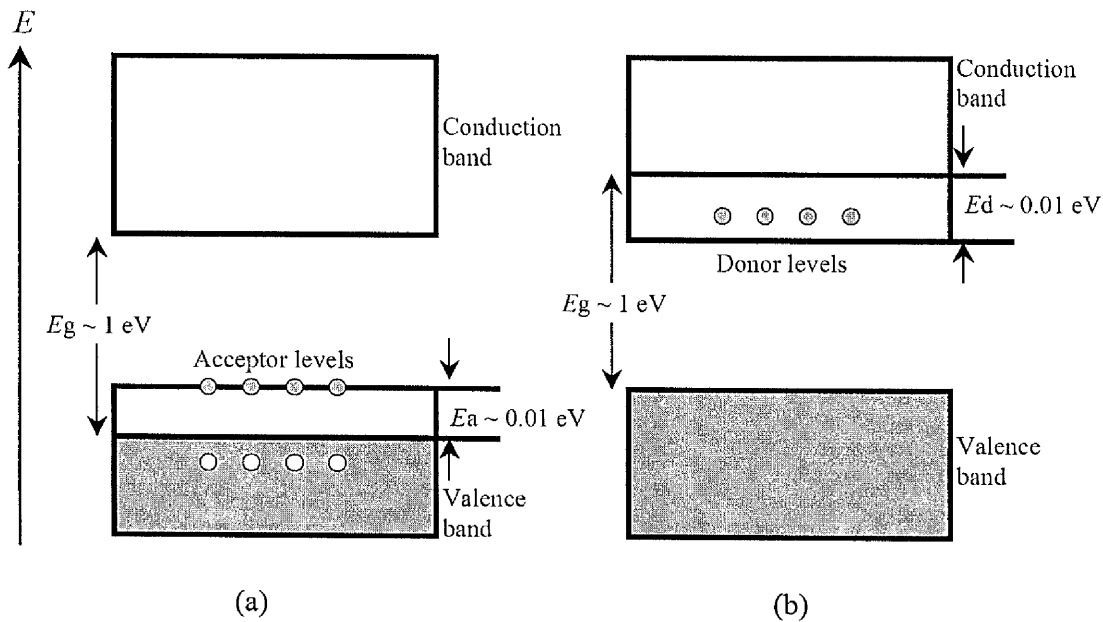 E
Conduction
band
Eg ~ 1 eV
Acceptor levels
Ea ~ 0.01 eV
Valence
band
(a)
Conduction
band
Ed ~ 0.01 eV
Donor levels
Eg ~ 1 eV
Valence
band
(b)